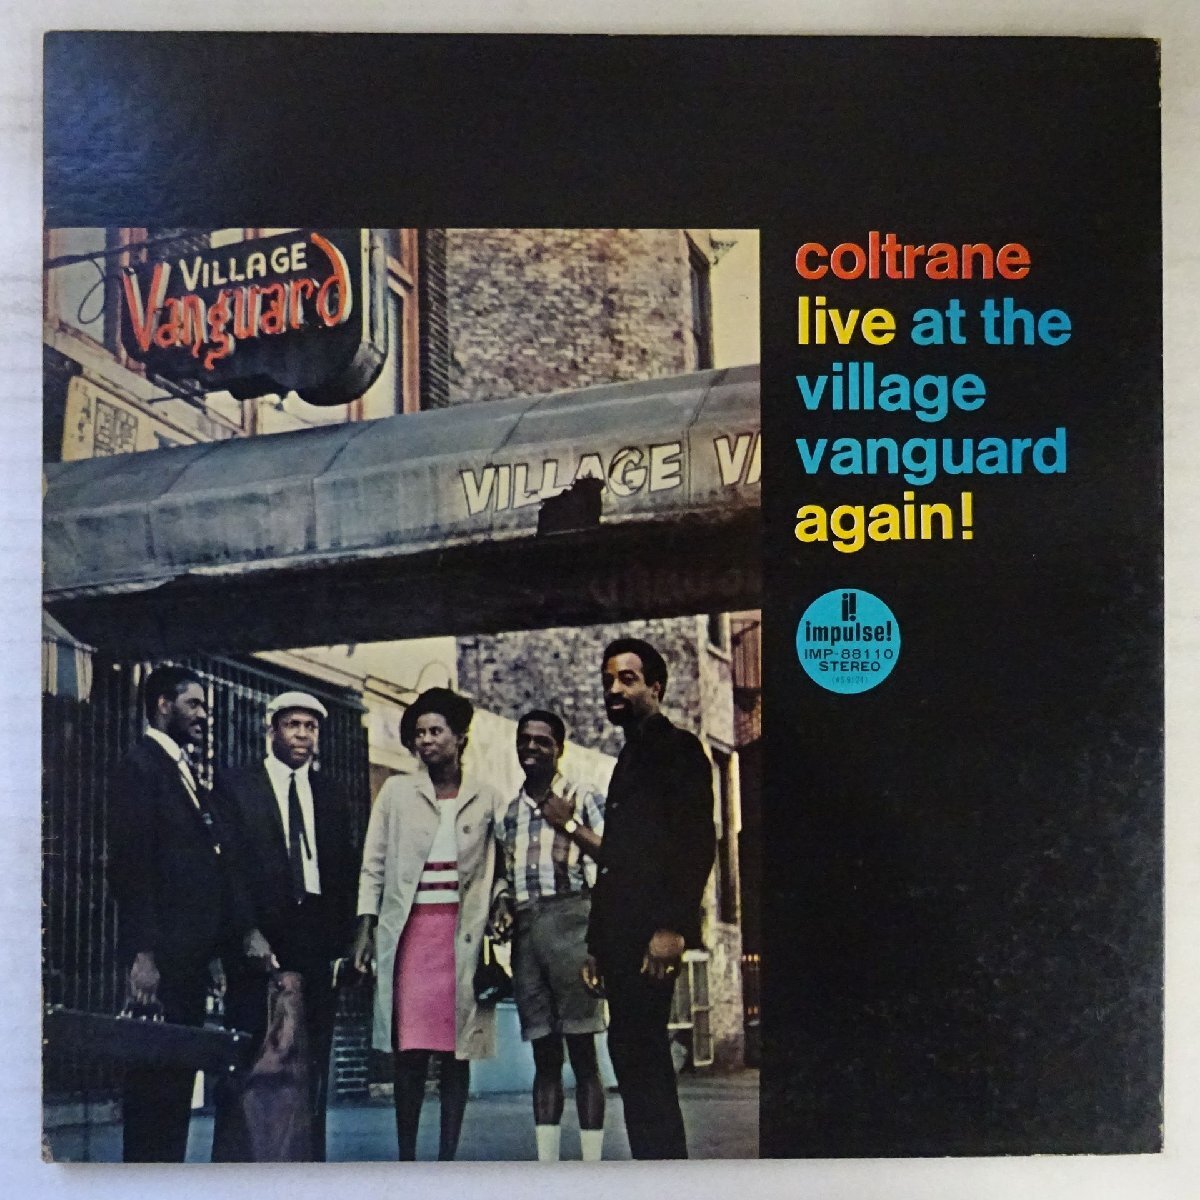 VILLAGE
Vanguard
VILLAGE VA
coltrane
live at the
village
vanguard
again!
i!
impulse!
IMP-88110
STEREO